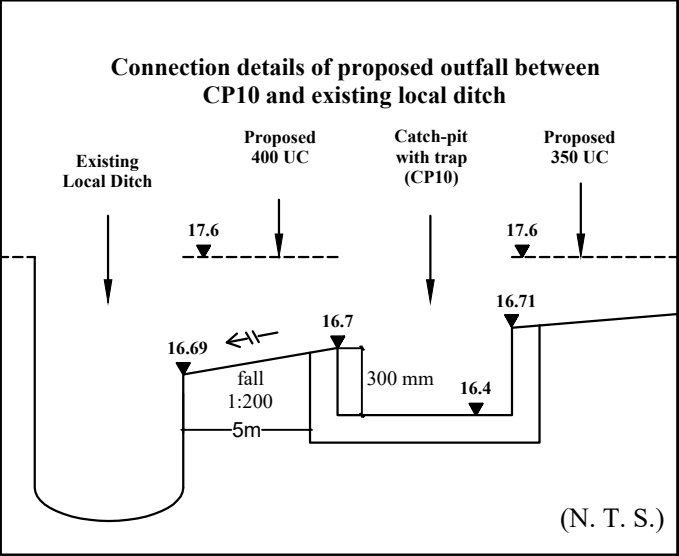 Connection details of proposed outfall between
CP10 and existing local ditch
Existing
Local Ditch
Proposed
400 UC
Catch-pit
with trap
(CP10)
Proposed
350 UC
17.6
17.6
16.69
16.7
16.71
fall
1:200
300 mm
16.4
5m
(N. T. S.)